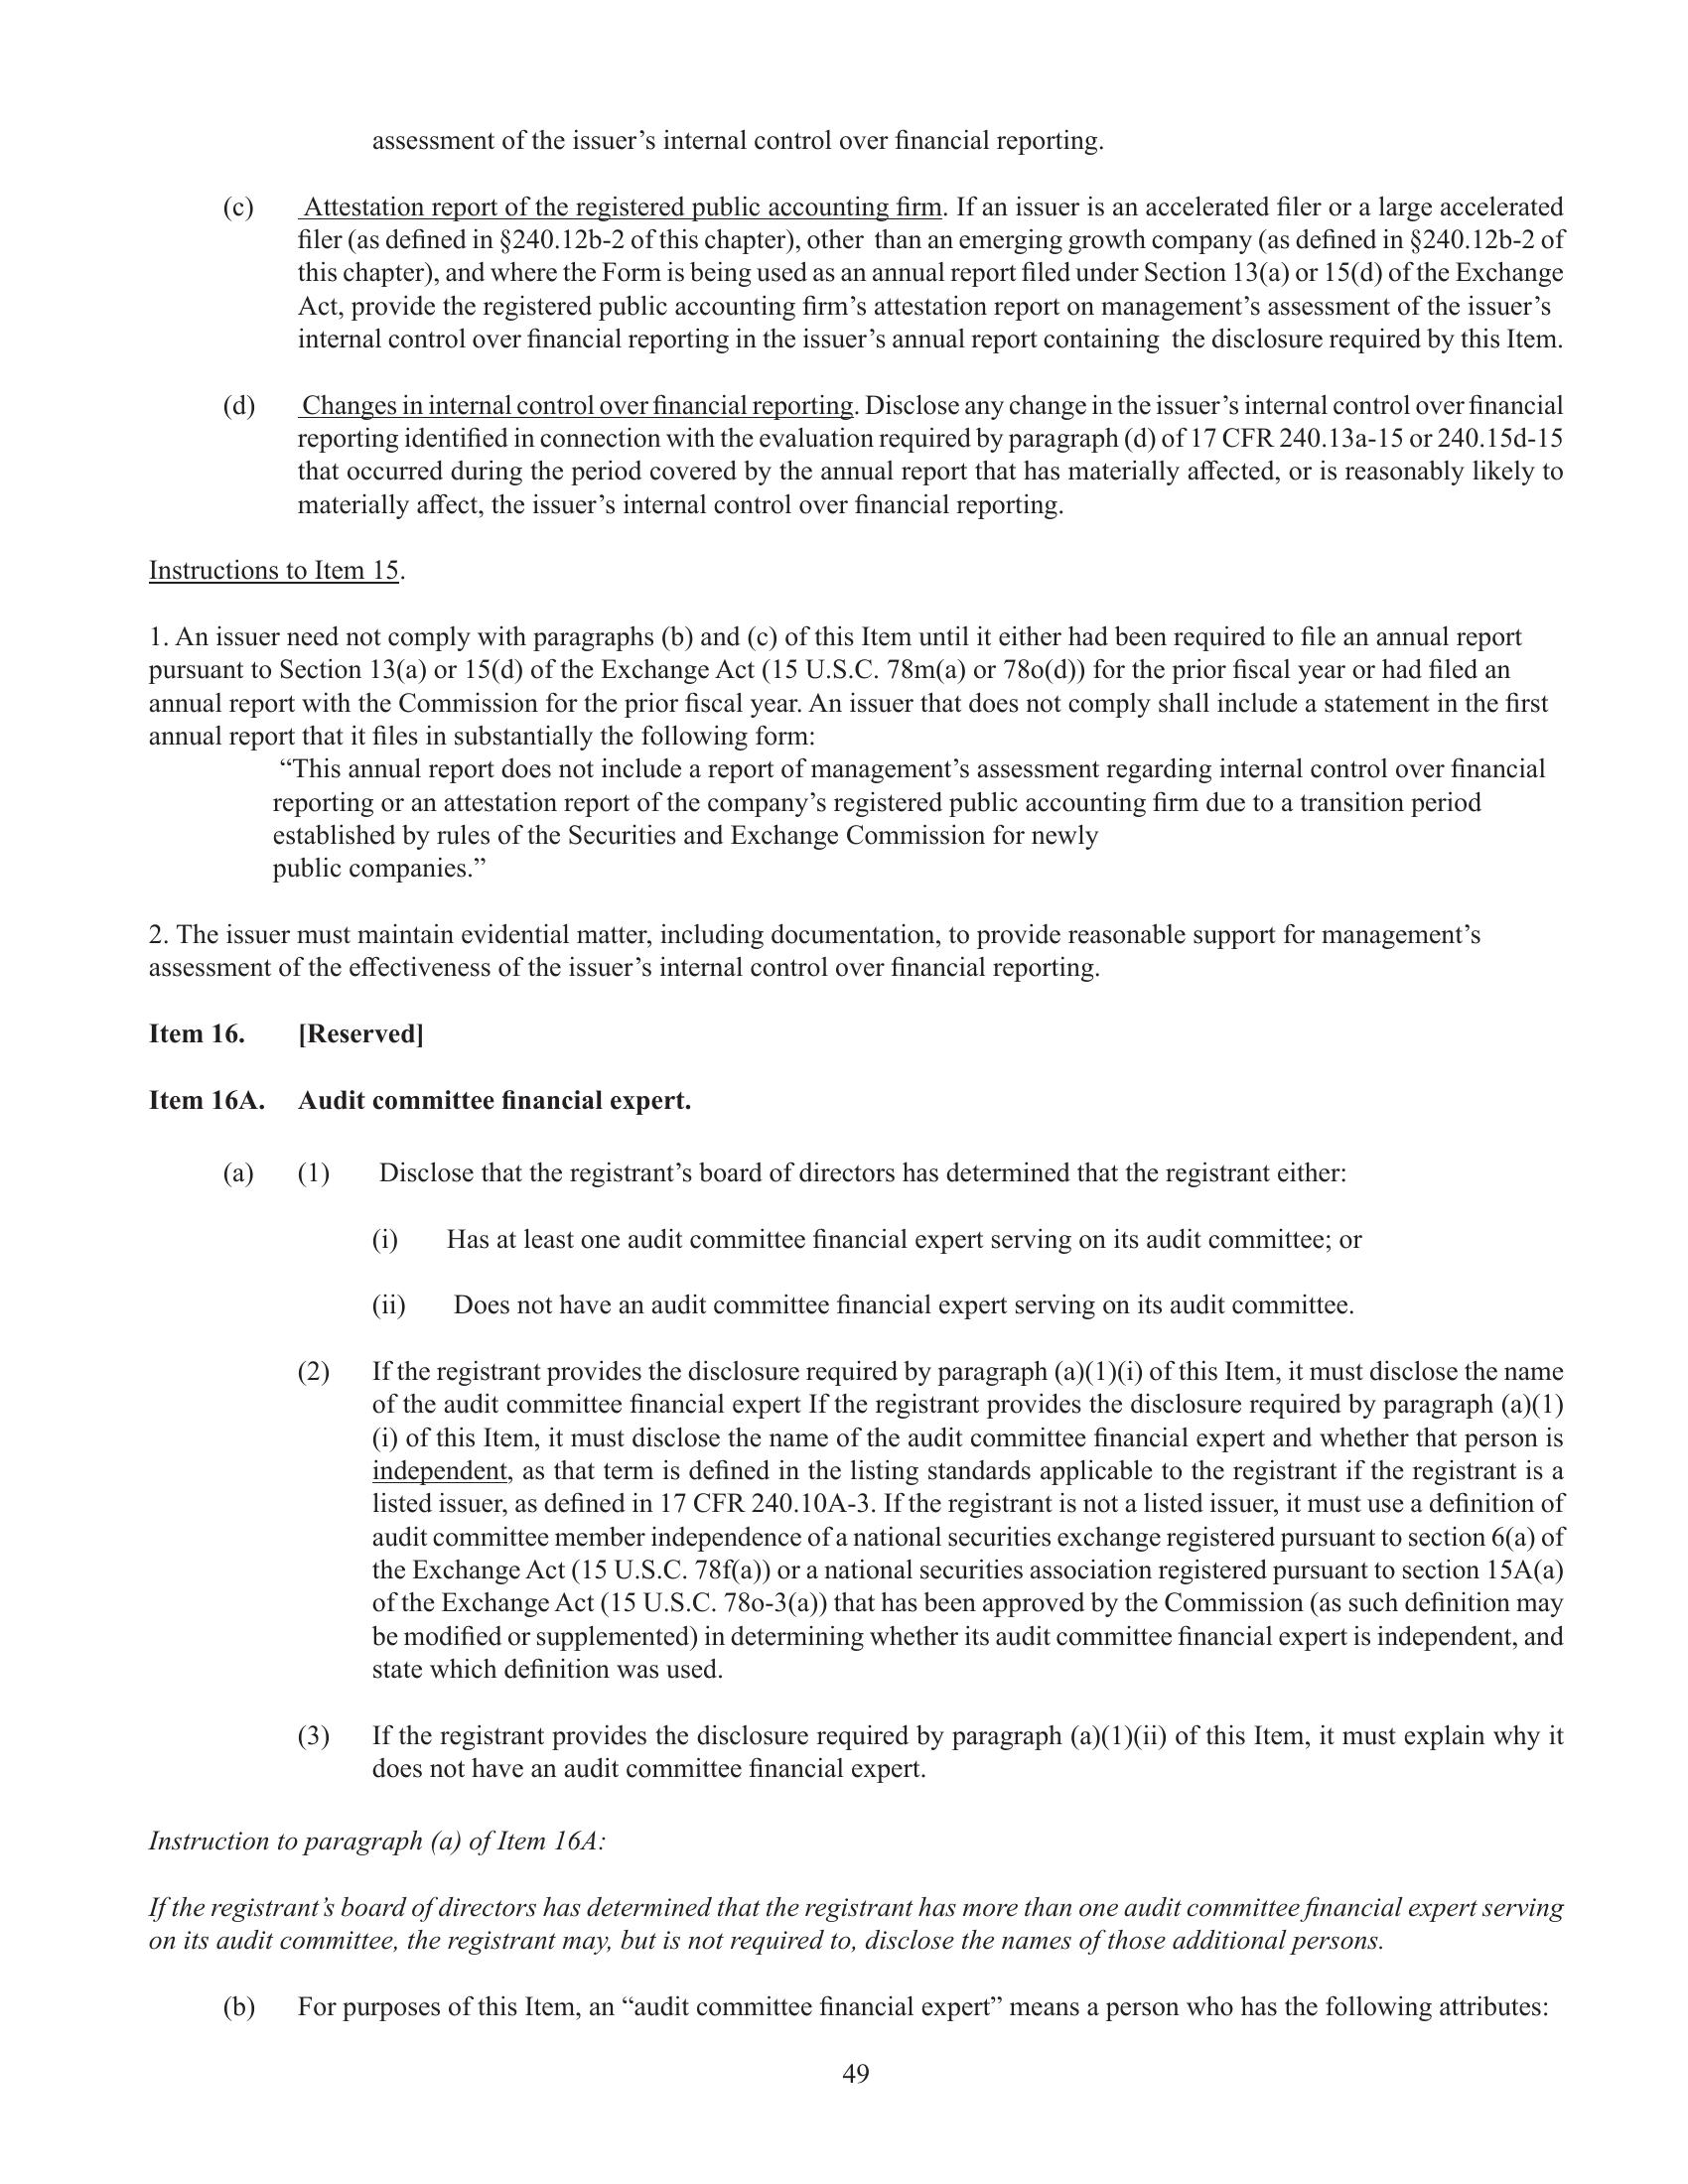 assessment of the issuer’s internal control over financial reporting.
(c) Attestation report of the registered public accounting firm. If an issuer is an accelerated filer or a large accelerated
filer (as defined in §240.12b-2 of this chapter), other than an emerging growth company (as defined in §240.12b-2 of
this chapter), and where the Form is being used as an annual report filed under Section 13(a) or 15(d) of the Exchange
Act, provide the registered public accounting firm’s attestation report on management’s assessment of the issuer’s
internal control over financial reporting in the issuer’s annual report containing the disclosure required by this Item.
(d) Changes in internal control over financial reporting. Disclose any change in the issuer’s internal control over financial
reporting identified in connection with the evaluation required by paragraph (d) of 17 CFR 240.13a-15 or 240.15d-15
that occurred during the period covered by the annual report that has materially affected, or is reasonably likely to
materially affect, the issuer’s internal control over financial reporting.
Instructions to Item 15.
1. An issuer need not comply with paragraphs (b) and (c) of this Item until it either had been required to file an annual report
pursuant to Section 13(a) or 15(d) of the Exchange Act (15 U.S.C. 78m(a) or 78o(d)) for the prior fiscal year or had filed an
annual report with the Commission for the prior fiscal year. An issuer that does not comply shall include a statement in the first
annual report that it files in substantially the following form:
“This annual report does not include a report of management’s assessment regarding internal control over financial
reporting or an attestation report of the company’s registered public accounting firm due to a transition period
established by rules of the Securities and Exchange Commission for newly
public companies.”
2. The issuer must maintain evidential matter, including documentation, to provide reasonable support for management’s
assessment of the effectiveness of the issuer’s internal control over financial reporting.
Item 16. [Reserved]
Item 16A. Audit committee financial expert.
(a) (1) Disclose that the registrant’s board of directors has determined that the registrant either:
(i) Has at least one audit committee financial expert serving on its audit committee; or
(ii) Does not have an audit committee financial expert serving on its audit committee.
(2) If the registrant provides the disclosure required by paragraph (a)(1)(i) of this Item, it must disclose the name
of the audit committee financial expert If the registrant provides the disclosure required by paragraph (a)(1)
(i) of this Item, it must disclose the name of the audit committee financial expert and whether that person is
independent, as that term is defined in the listing standards applicable to the registrant if the registrant is a
listed issuer, as defined in 17 CFR 240.10A-3. If the registrant is not a listed issuer, it must use a definition of
audit committee member independence of a national securities exchange registered pursuant to section 6(a) of
the Exchange Act (15 U.S.C. 78f(a)) or a national securities association registered pursuant to section 15A(a)
of the Exchange Act (15 U.S.C. 78o-3(a)) that has been approved by the Commission (as such definition may
be modified or supplemented) in determining whether its audit committee financial expert is independent, and
state which definition was used.
(3) If the registrant provides the disclosure required by paragraph (a)(1)(ii) of this Item, it must explain why it
does not have an audit committee financial expert.
Instruction to paragraph (a) of Item 16A:
If the registrant’s board of directors has determined that the registrant has more than one audit committee financial expert serving
on its audit committee, the registrant may, but is not required to, disclose the names of those additional persons.
(b) For purposes of this Item, an “audit committee financial expert” means a person who has the following attributes:
49